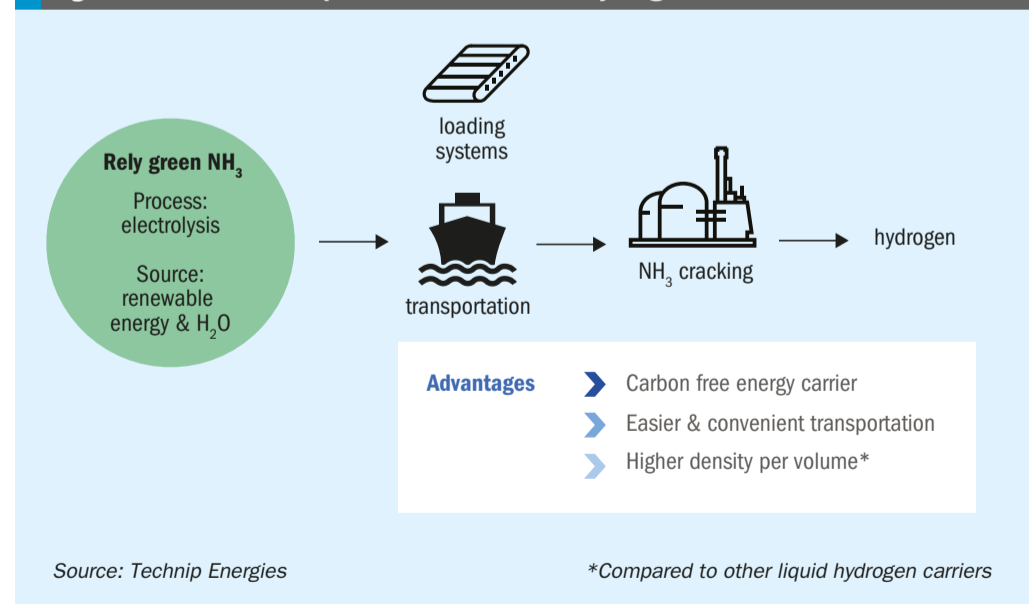 loading
systems
Rely green NH₃
Process:
electrolysis
Source:
renewable
energy & H₂O
transportation
NH₃ cracking
hydrogen
Advantages
Carbon free energy carrier
Easier & convenient transportation
Higher density per volume*
Source: Technip Energies
*Compared to other liquid hydrogen carriers